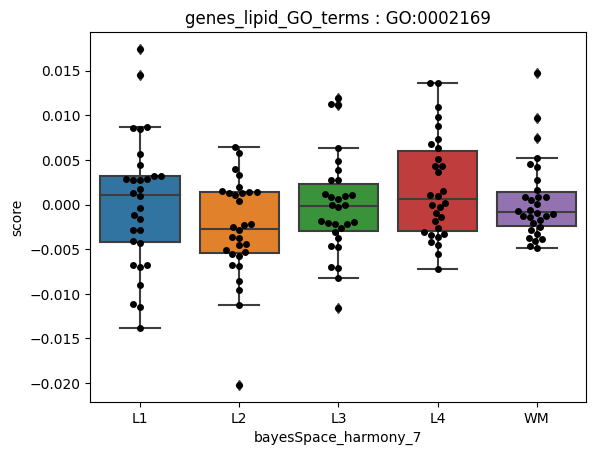 genes_lipid_GO_terms : GO:0002169
0.015
0.010
0.005
0.000
−0.005
−0.010
−0.015
−0.020
score
L1 L2 L3 L4 WM
bayesSpace_harmony_7